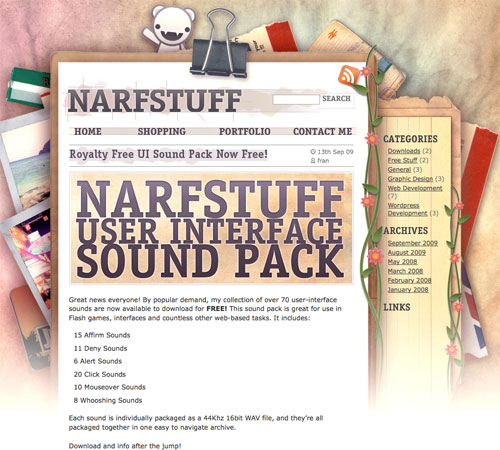 NARFSTUFF
SEARCH
HOME SHOPPING PORTFOLIO CONTACT ME
Royalty Free UI Sound Pack Now Free!
13th Sep 09
fran
NARFSTUFF
USER INTERFACE
SOUND PACK
Great news everyone! By popular demand, my collection of over 70 user-interface
sounds are now available to download for FREE! This sound pack is great for use in
Flash games, interfaces and countless other web-based tasks. It includes:
15 Affirm Sounds
11 Deny Sounds
6 Alert Sounds
20 Click Sounds
10 Mouseover Sounds
8 Whooshing Sounds
Each sound is individually packaged as a 44Khz 16bit WAV file, and they're all
packaged together in one easy to navigate archive.
Download and info after the jump!
CATEGORIES
Downloads (2)
Free Stuff (2)
General (3)
Graphic Design (3)
Web Development
(7)
Wordpress
Development (3)
ARCHIVES
September 2009
August 2009
May 2008
March 2008
February 2008
January 2008
LINKS